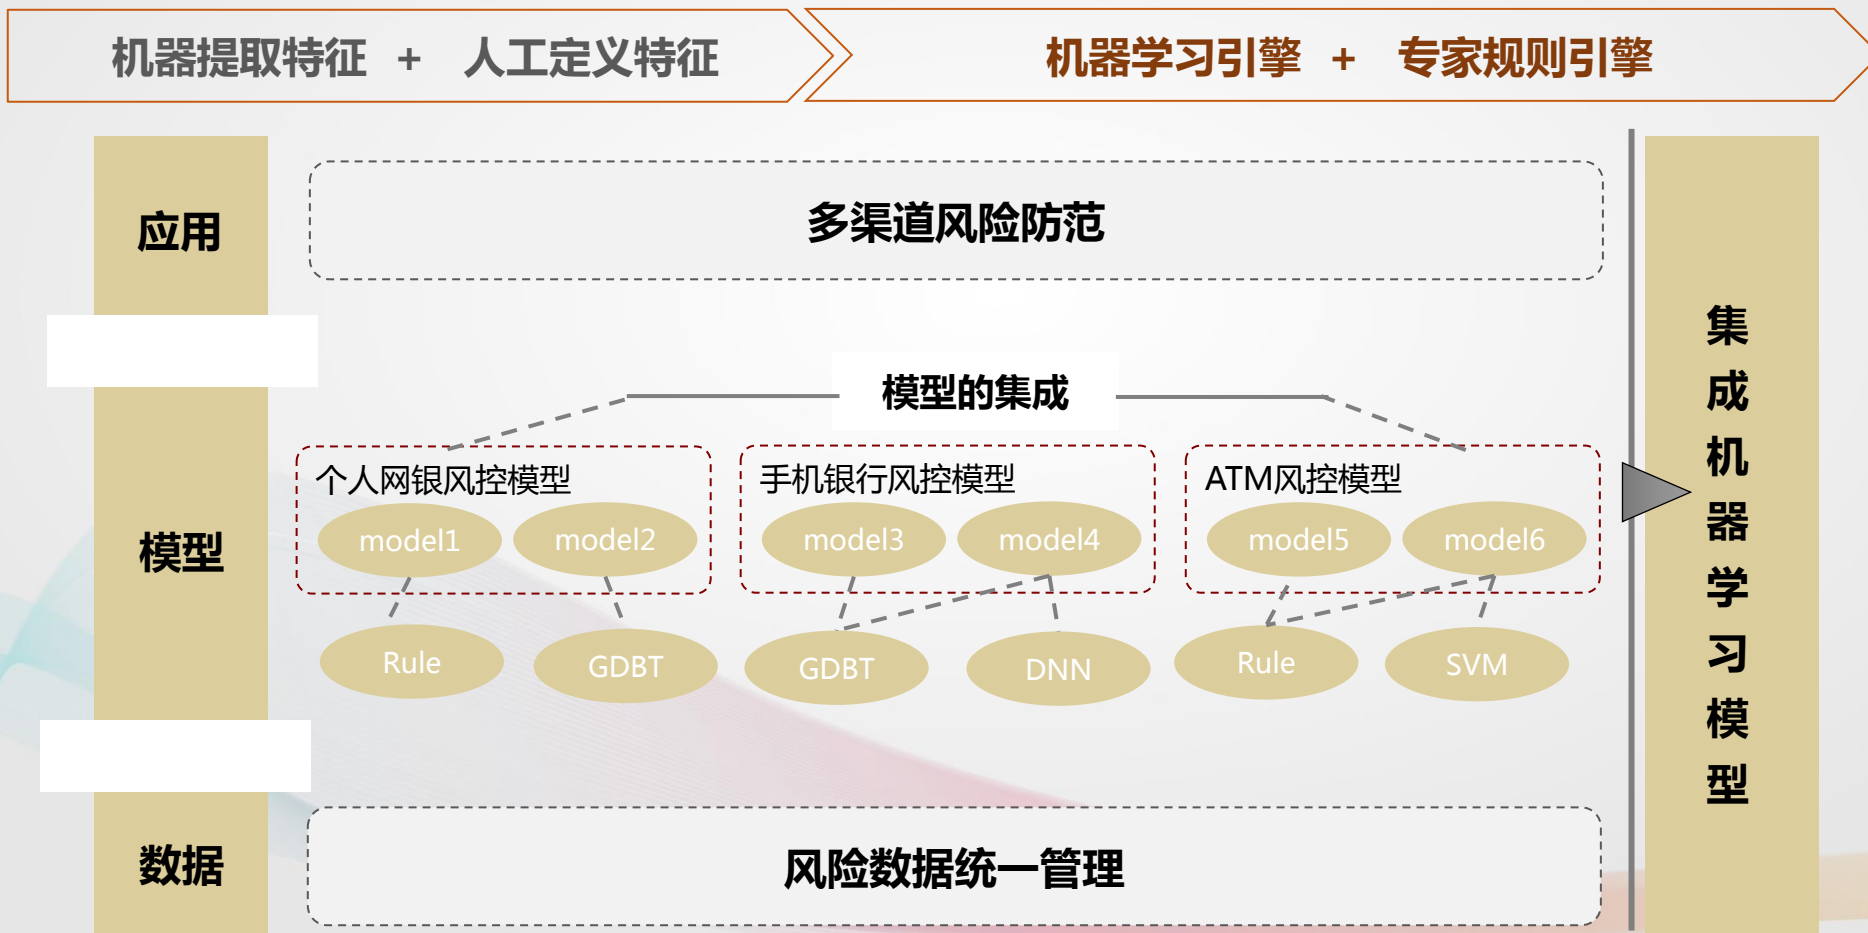 机器提取特征 + 人工定义特征
机器学习引擎 + 专家规则引擎
应用
多渠道风险防范
模型的集成
个人网银风控模型
手机银行风控模型
ATM风控模型
model1
model2
model3
model4
model5
model6
模型
Rule
GDBT
GDBT
DNN
Rule
SVM
数据
风险数据统一管理
集成机器学习模型